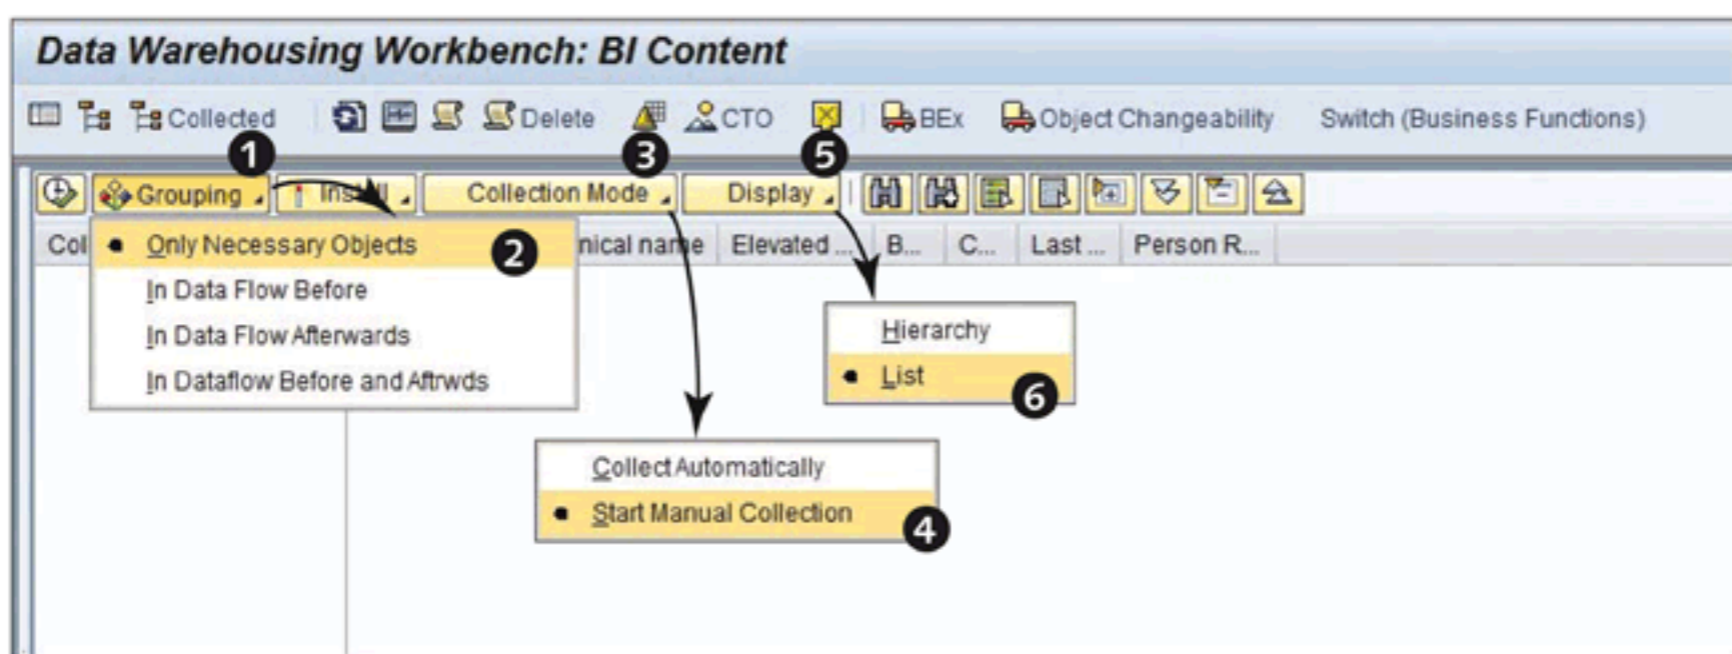 Data Warehousing Workbench: BI Content
Collected Delete CTO BEx Object Changeability Switch (Business Functions)
1 3 5
Grouping Install Collection Mode Display
Col nical name Elevated ... B... C... Last ... Person R...
Only Necessary Objects 2
In Data Flow Before
In Data Flow Afterwards
In Dataflow Before and Aftrwds
Hierarchy
List
6
Collect Automatically
Start Manual Collection
4